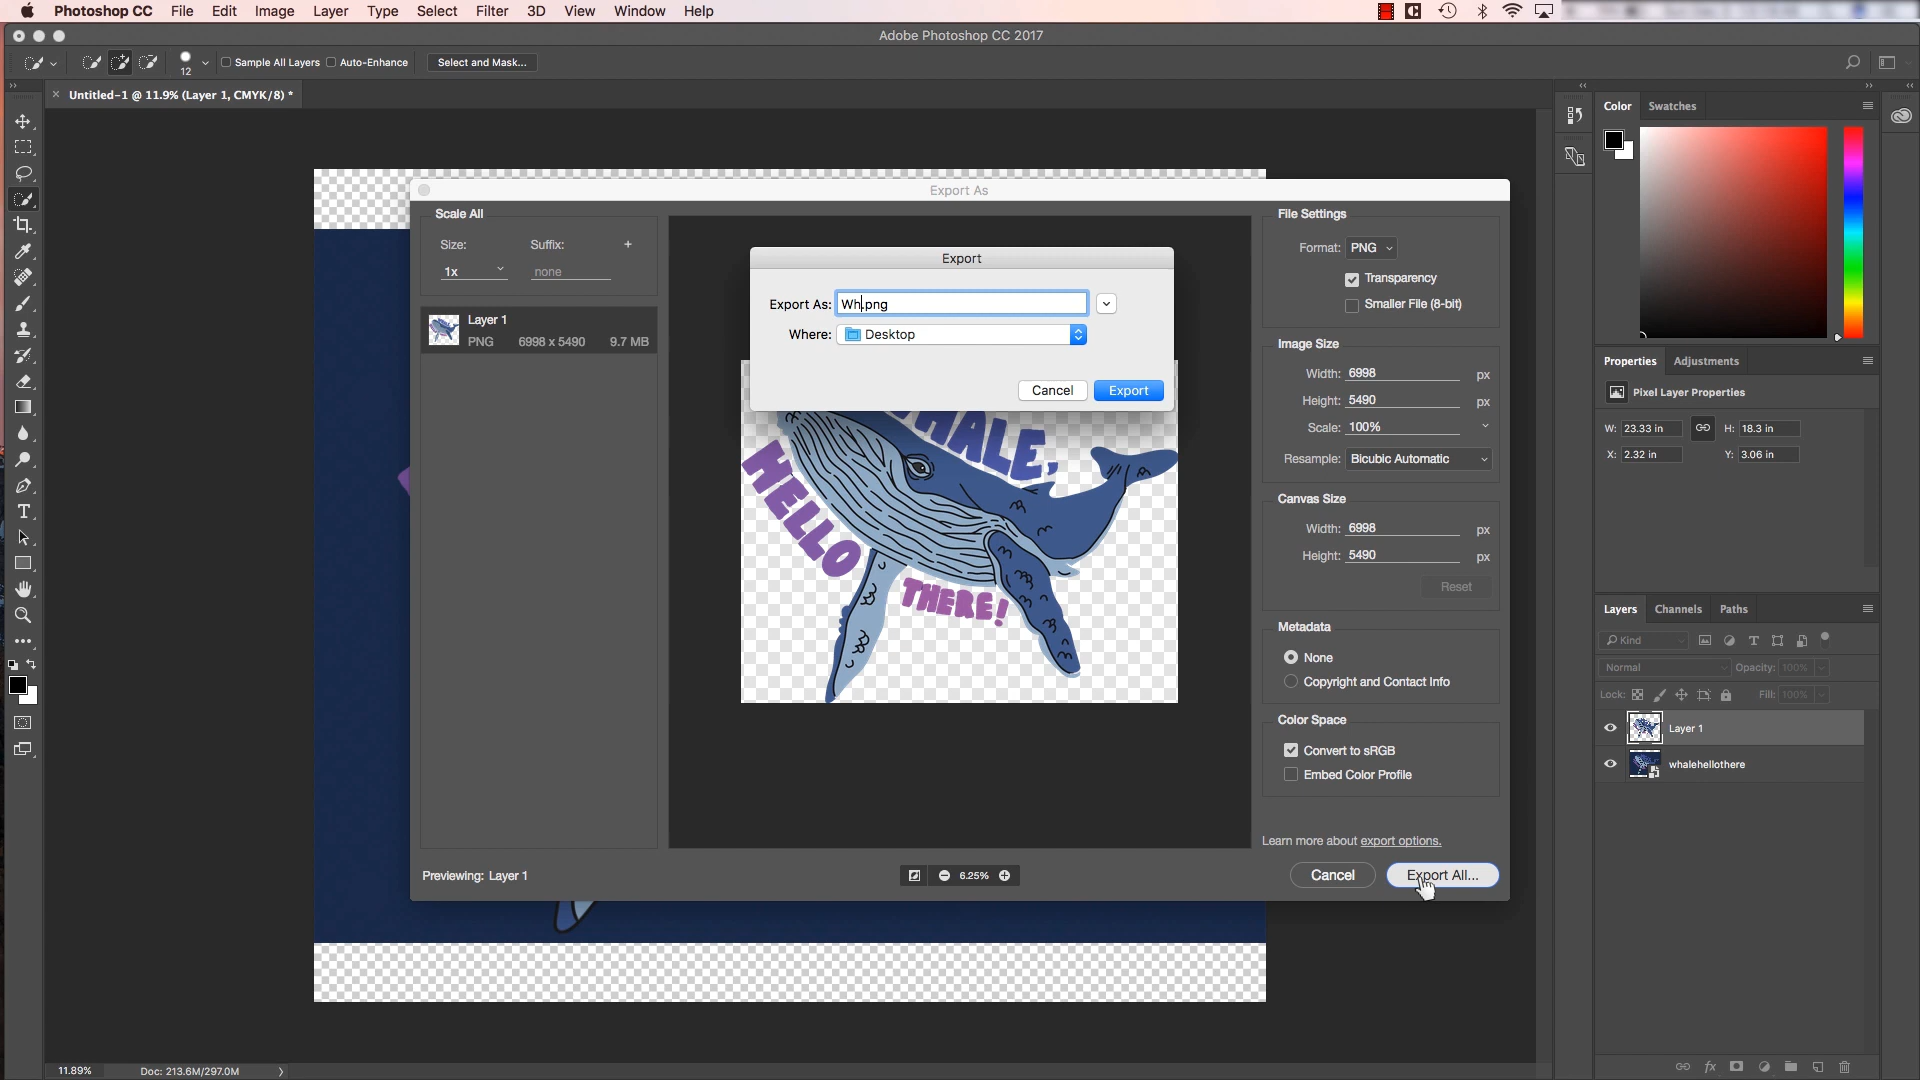 Photoshop CC File Edit Image Layer Type Select Filter 3D View Window Help
Adobe Photoshop CC 2017
12 Sample All Layers Auto-Enhance Select and Mask...
Untitled-1 @ 11.9% (Layer 1, CMYK/8) *
Export As
Scale All
Size: Suffix: +
1x none
Layer 1
PNG 6998 x 5490 9.7 MB
Previewing: Layer 1
Export
Export As: Wh.png
Where: Desktop
Cancel Export
HALE,
HELLO
THERE!
6.25%
File Settings
Format: PNG
Transparency
Smaller File (8-bit)
Image Size
Width: 6998 px
Height: 5490 px
Scale: 100%
Resample: Bicubic Automatic
Canvas Size
Width: 6998 px
Height: 5490 px
Reset
Metadata
None
Copyright and Contact Info
Color Space
Convert to sRGB
Embed Color Profile
Learn more about export options.
Cancel Export All...
Color Swatches
Properties Adjustments
Pixel Layer Properties
W: 23.33 in H: 18.3 in
X: 2.32 in Y: 3.06 in
Layers Channels Paths
Kind
Normal Opacity: 100%
Lock: Fill: 100%
Layer 1
whalehellothere
fx
11.89% Doc: 213.6M/297.0M